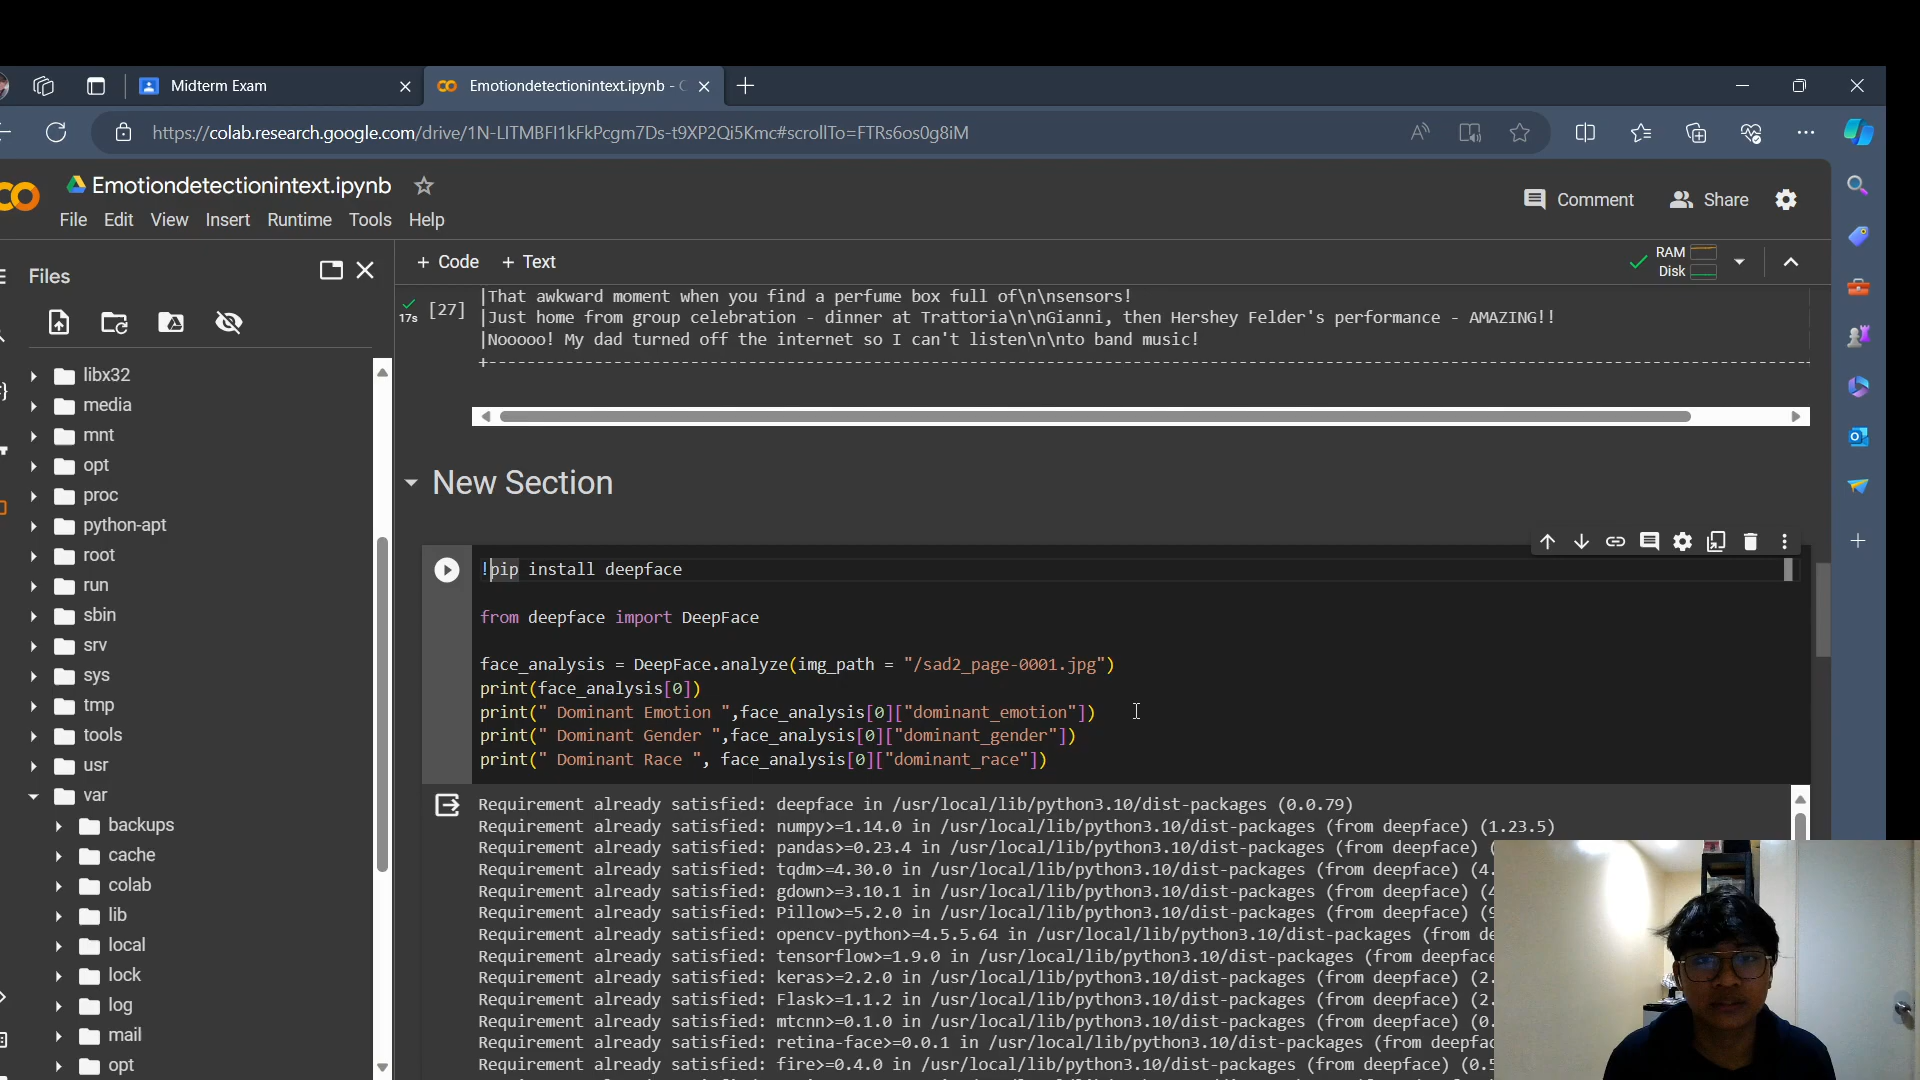 Midterm Exam
Emotiondetectionintext.ipynb - C
https://colab.research.google.com/drive/1N-LITMBFI1kFkPcgm7Ds-t9XP2Qi5Kmc#scrollTo=FTRs6os0g8iM
Emotiondetectionintext.ipynb
Comment
Share
File Edit View Insert Runtime Tools Help
Files
+ Code + Text
RAM
Disk
17s
[27]
|That awkward moment when you find a perfume box full of\n\nsensors!
|Just home from group celebration - dinner at Trattoria\n\nGianni, then Hershey Felder's performance - AMAZING!!
|Nooooo! My dad turned off the internet so I can't listen\n\nto band music!
libx32
media
mnt
opt
proc
python-apt
root
run
sbin
srv
sys
tmp
tools
usr
var
backups
cache
colab
lib
local
lock
log
mail
opt
New Section
!pip install deepface
from deepface import DeepFace
face_analysis = DeepFace.analyze(img_path = "/sad2_page-0001.jpg")
print(face_analysis[0])
print(" Dominant Emotion ",face_analysis[0]["dominant_emotion"])
print(" Dominant Gender ",face_analysis[0]["dominant_gender"])
print(" Dominant Race ", face_analysis[0]["dominant_race"])
Requirement already satisfied: deepface in /usr/local/lib/python3.10/dist-packages (0.0.79)
Requirement already satisfied: numpy>=1.14.0 in /usr/local/lib/python3.10/dist-packages (from deepface) (1.23.5)
Requirement already satisfied: pandas>=0.23.4 in /usr/local/lib/python3.10/dist-packages (from deepface) (
Requirement already satisfied: tqdm>=4.30.0 in /usr/local/lib/python3.10/dist-packages (from deepface) (4.
Requirement already satisfied: gdown>=3.10.1 in /usr/local/lib/python3.10/dist-packages (from deepface) (4
Requirement already satisfied: Pillow>=5.2.0 in /usr/local/lib/python3.10/dist-packages (from deepface) (9
Requirement already satisfied: opencv-python>=4.5.5.64 in /usr/local/lib/python3.10/dist-packages (from de
Requirement already satisfied: tensorflow>=1.9.0 in /usr/local/lib/python3.10/dist-packages (from deepface
Requirement already satisfied: keras>=2.2.0 in /usr/local/lib/python3.10/dist-packages (from deepface) (2.
Requirement already satisfied: Flask>=1.1.2 in /usr/local/lib/python3.10/dist-packages (from deepface) (2.
Requirement already satisfied: mtcnn>=0.1.0 in /usr/local/lib/python3.10/dist-packages (from deepface) (0.
Requirement already satisfied: retina-face>=0.0.1 in /usr/local/lib/python3.10/dist-packages (from deepfac
Requirement already satisfied: fire>=0.4.0 in /usr/local/lib/python3.10/dist-packages (from deepface) (0.5